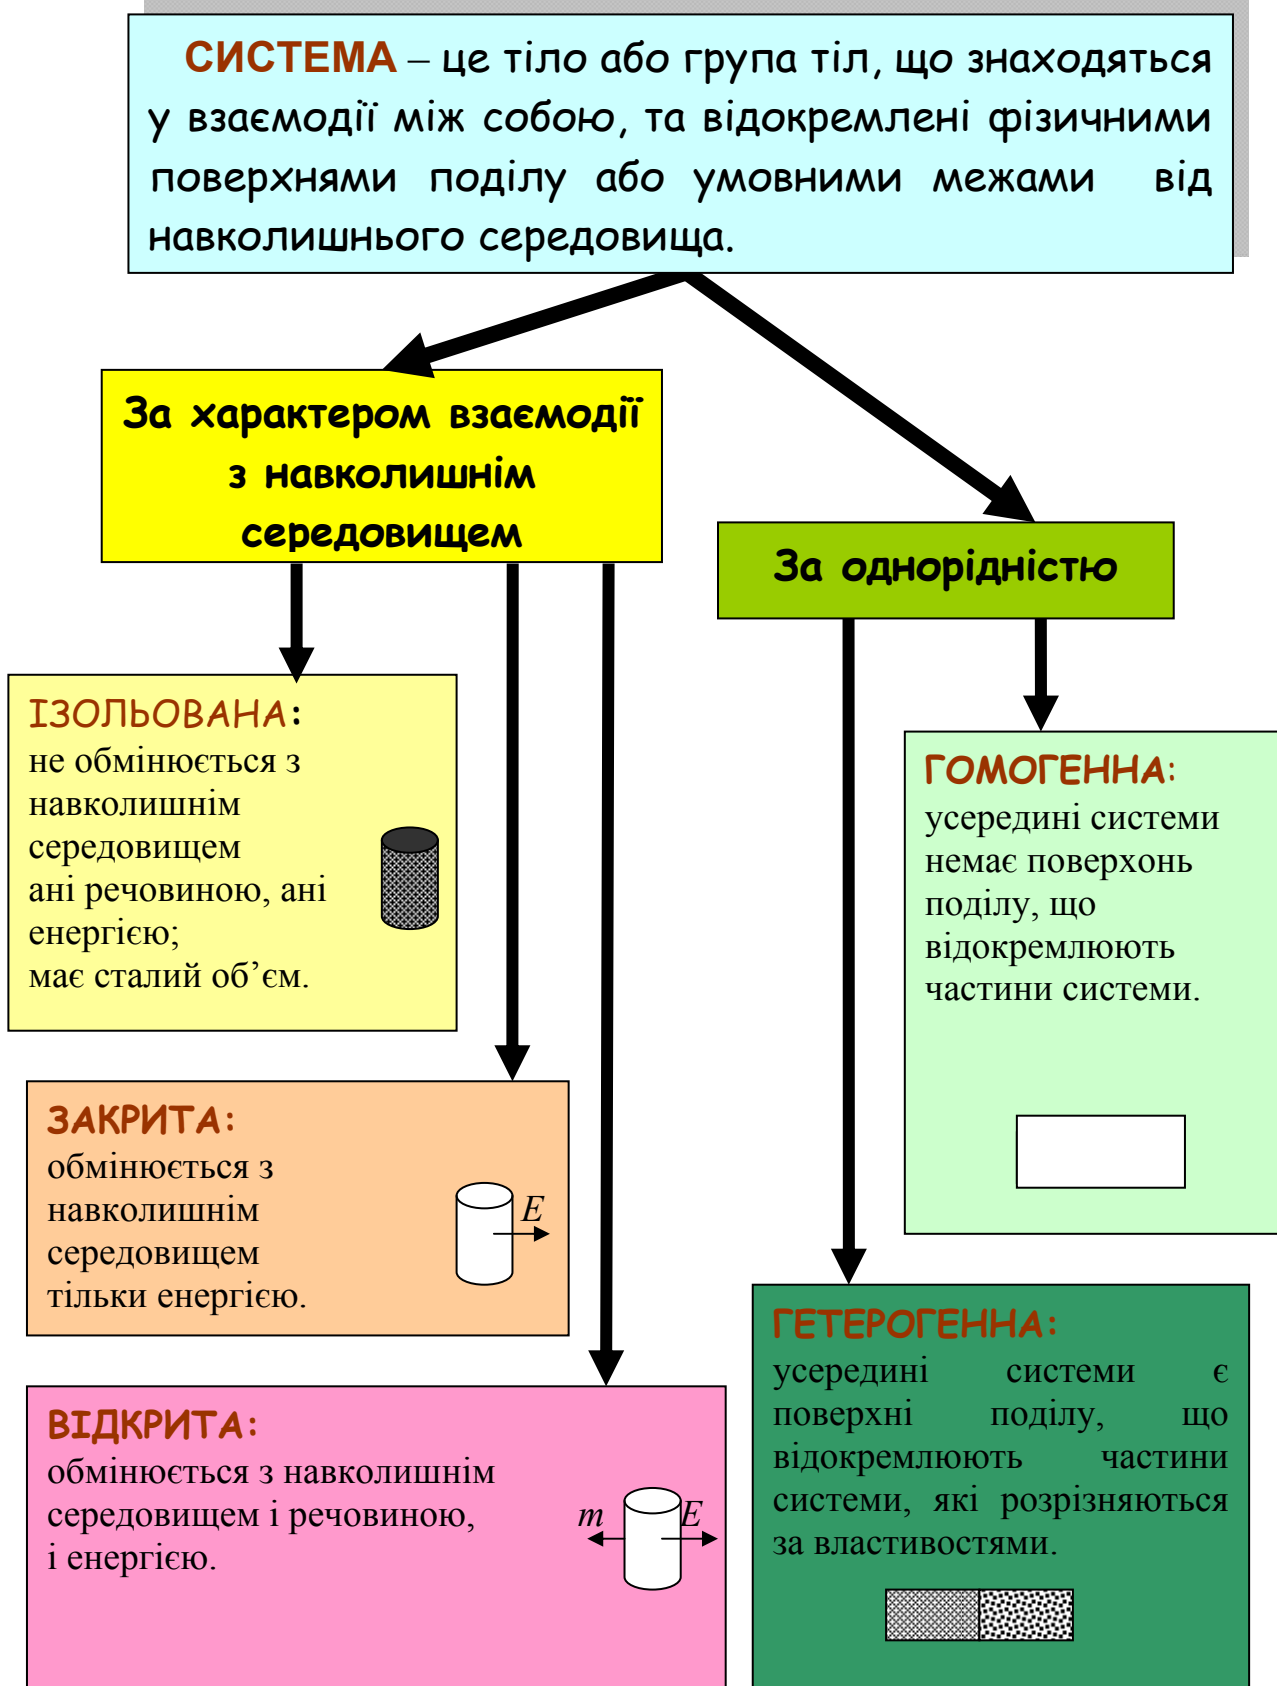 СИСТЕМА – це тіло або група тіл, що знаходяться
у взаємодії між собою, та відокремлені фізичними
поверхнями поділу або умовними межами від
навколишнього середовища.
За характером взаємодії
з навколишнім
середовищем
За однорідністю
ІЗОЛЬОВАНА:
не обмінюється з
навколишнім
середовищем
ані речовиною, ані
енергією;
має сталий об’єм.
ГОМОГЕННА:
усередині системи
немає поверхонь
поділу, що
відокремлюють
частини системи.
ЗАКРИТА:
обмінюється з
навколишнім
середовищем
тільки енергією.
E
ГЕТЕРОГЕННА:
усередині системи є
поверхні поділу, що
відокремлюють частини
системи, які розрізняються
за властивостями.
ВІДКРИТА:
обмінюється з навколишнім
середовищем і речовиною,
і енергією.
m E